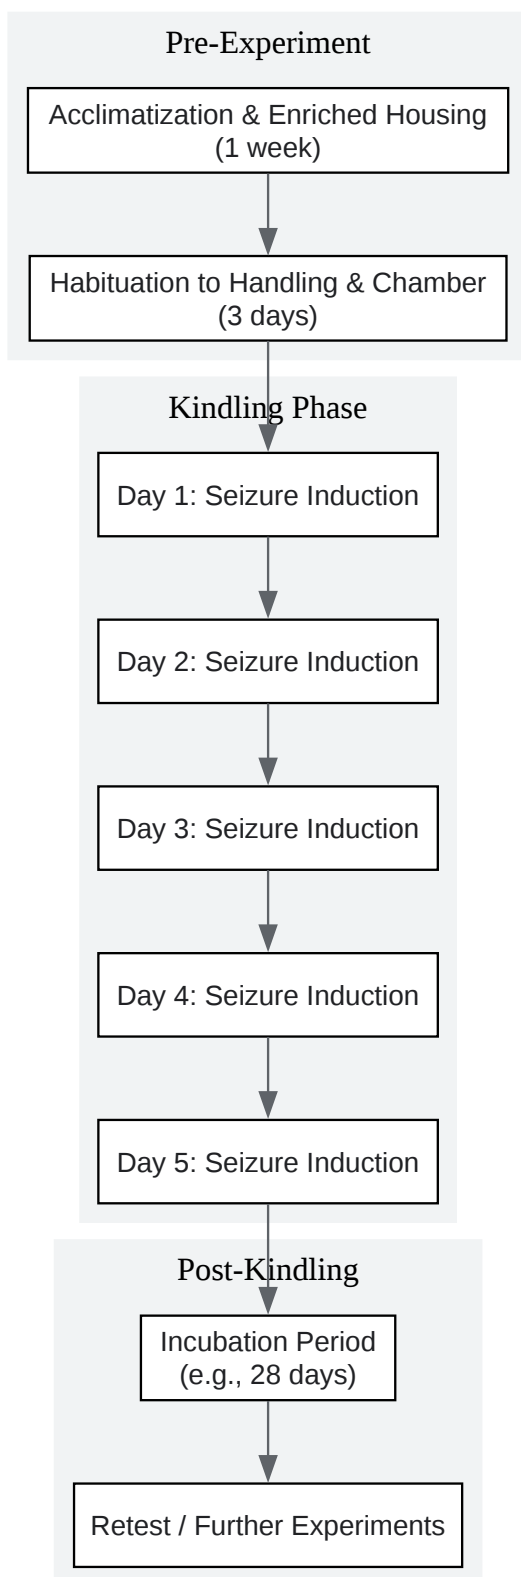 Pre-Experiment
Acclimatization & Enriched Housing
(1 week)
Habituation to Handling & Chamber
(3 days)
Kindling Phase
Day 1: Seizure Induction
Day 2: Seizure Induction
Day 3: Seizure Induction
Day 4: Seizure Induction
Day 5: Seizure Induction
Post-Kindling
Incubation Period
(e.g., 28 days)
Retest / Further Experiments